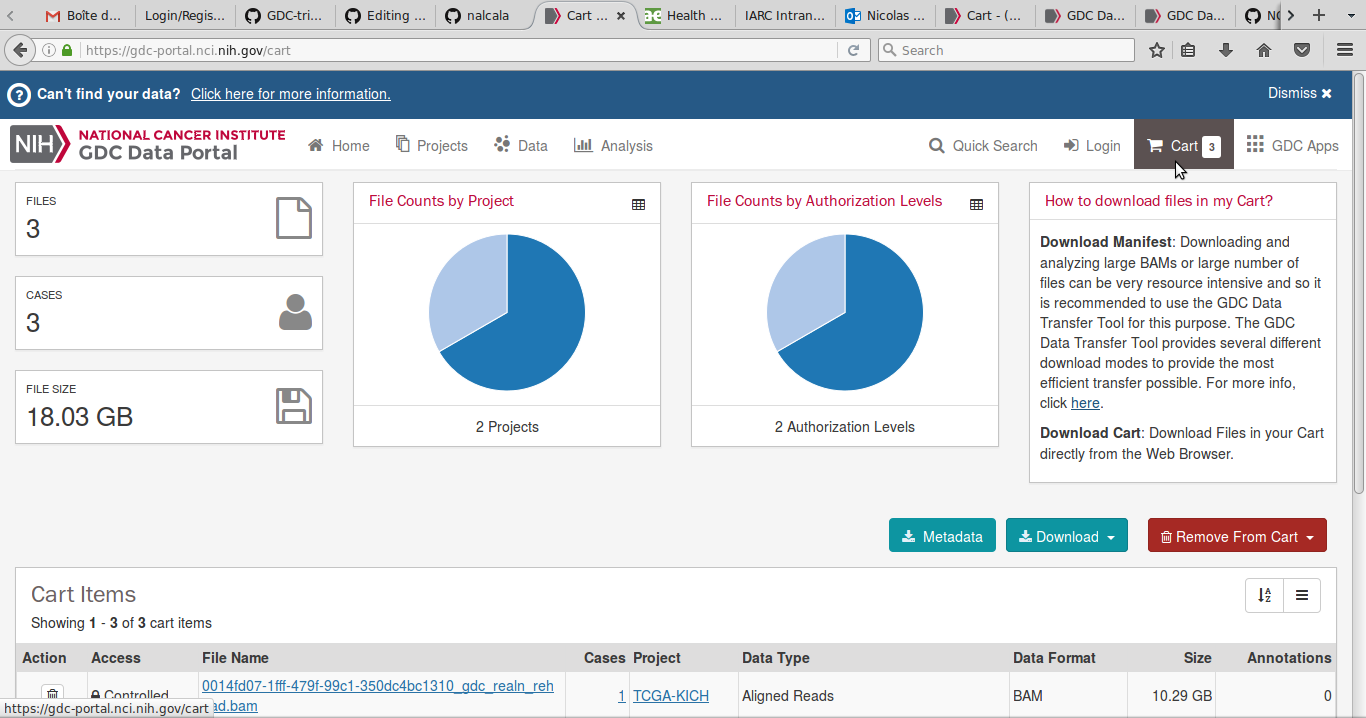 Boîte d...
Login/Regis...
GDC-tri...
Editing ...
nalcala
Cart ...
Health ...
IARC Intran...
Nicolas ...
Cart - (...
GDC Da...
GDC Da...
https://gdc-portal.nci.nih.gov/cart
Search
Can't find your data? Click here for more information.
Dismiss ×
NIH
NATIONAL CANCER INSTITUTE
GDC Data Portal
Home
Projects
Data
Analysis
Quick Search
Login
Cart 3
GDC Apps
FILES
3
CASES
3
FILE SIZE
18.03 GB
File Counts by Project
2 Projects
File Counts by Authorization Levels
2 Authorization Levels
How to download files in my Cart?
Download Manifest: Downloading and
analyzing large BAMs or large number of
files can be very resource intensive and so it
is recommended to use the GDC Data
Transfer Tool for this purpose. The GDC
Data Transfer Tool provides several different
download modes to provide the most
efficient transfer possible. For more info,
click here.
Download Cart: Download Files in your Cart
directly from the Web Browser.
Metadata
Download
Remove From Cart
Cart Items
Showing 1 - 3 of 3 cart items
Action Access File Name Cases Project Data Type Data Format Size Annotations
Controlled
0014fd07-1fff-479f-99c1-350dc4bc1310_gdc_realn_reh
ad.bam
1 TCGA-KICH Aligned Reads BAM 10.29 GB 0
https://gdc-portal.nci.nih.gov/cart